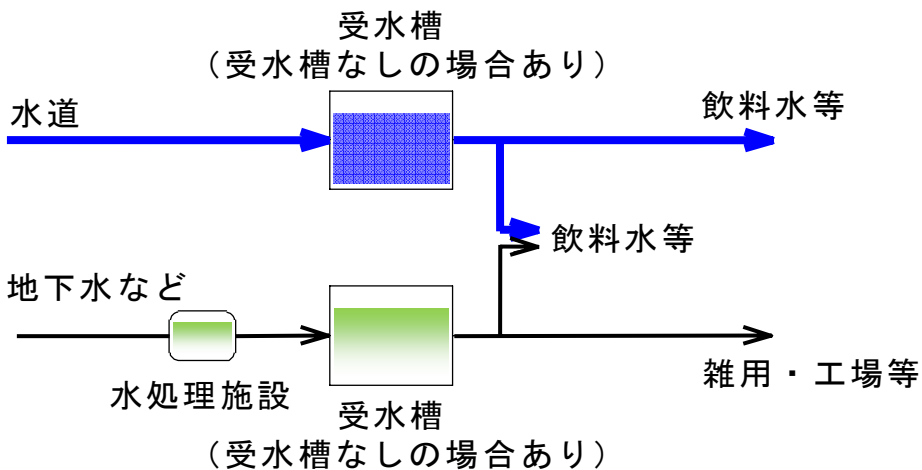 受水槽
（受水槽なしの場合あり）
水道
飲料水等
飲料水等
地下水など
水処理施設
雑用・工場等
受水槽
（受水槽なしの場合あり）